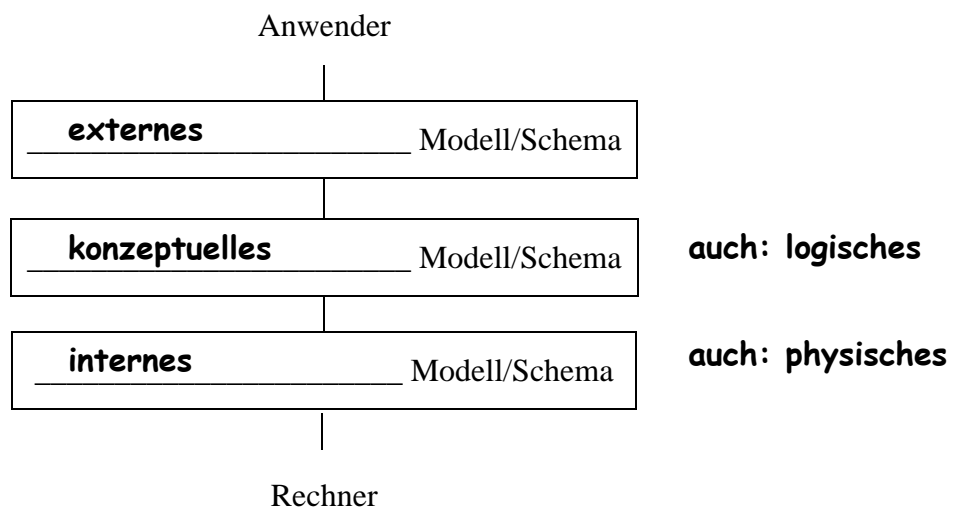 Anwender
externes Modell/Schema
konzeptuelles Modell/Schema auch: logisches
internes Modell/Schema auch: physisches
Rechner